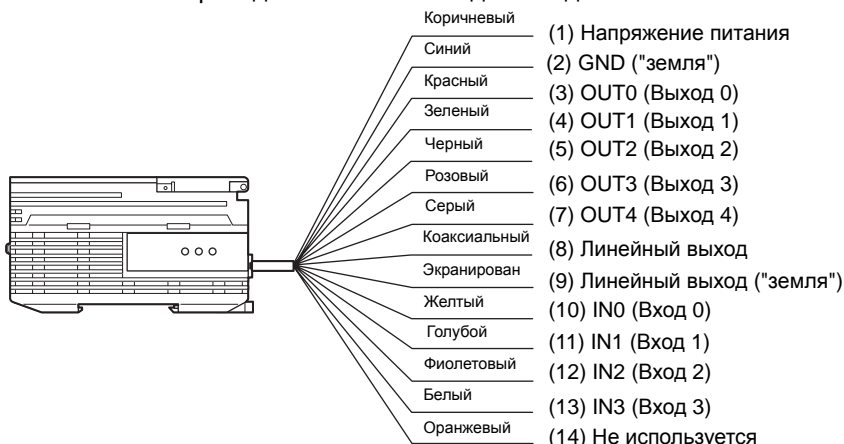 Коричневый (1) Напряжение питания
Синий (2) GND ("земля")
Красный (3) OUT0 (Выход 0)
Зеленый (4) OUT1 (Выход 1)
Черный (5) OUT2 (Выход 2)
Розовый (6) OUT3 (Выход 3)
Серый (7) OUT4 (Выход 4)
Коаксиальный (8) Линейный выход
Экранирован (9) Линейный выход ("земля")
Желтый (10) IN0 (Вход 0)
Голубой (11) IN1 (Вход 1)
Фиолетовый (12) IN2 (Вход 2)
Белый (13) IN3 (Вход 3)
Оранжевый (14) Не используется